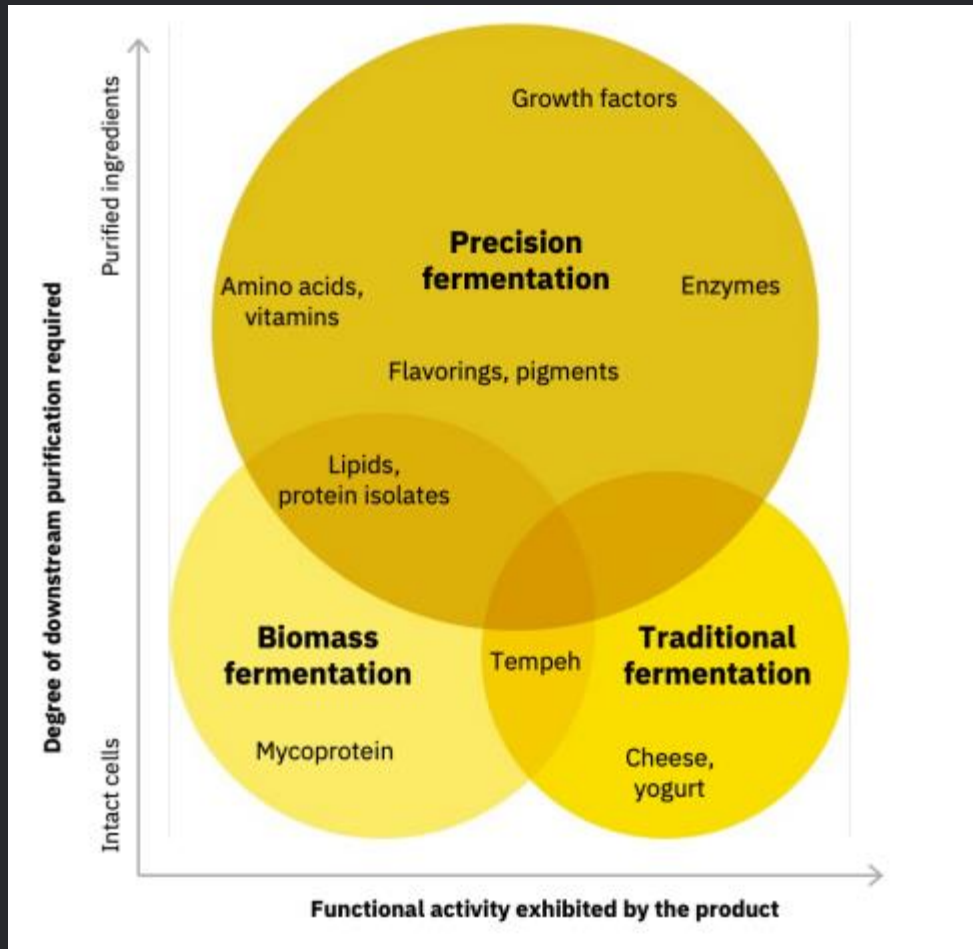 Growth factors
Precision
fermentation
Amino acids,
vitamins
Enzymes
Flavorings, pigments
Lipids,
protein isolates
Biomass
fermentation
Tempeh
Traditional
fermentation
Mycoprotein
Cheese,
yogurt
Purified ingredients
Degree of downstream purification required
Intact cells
Functional activity exhibited by the product